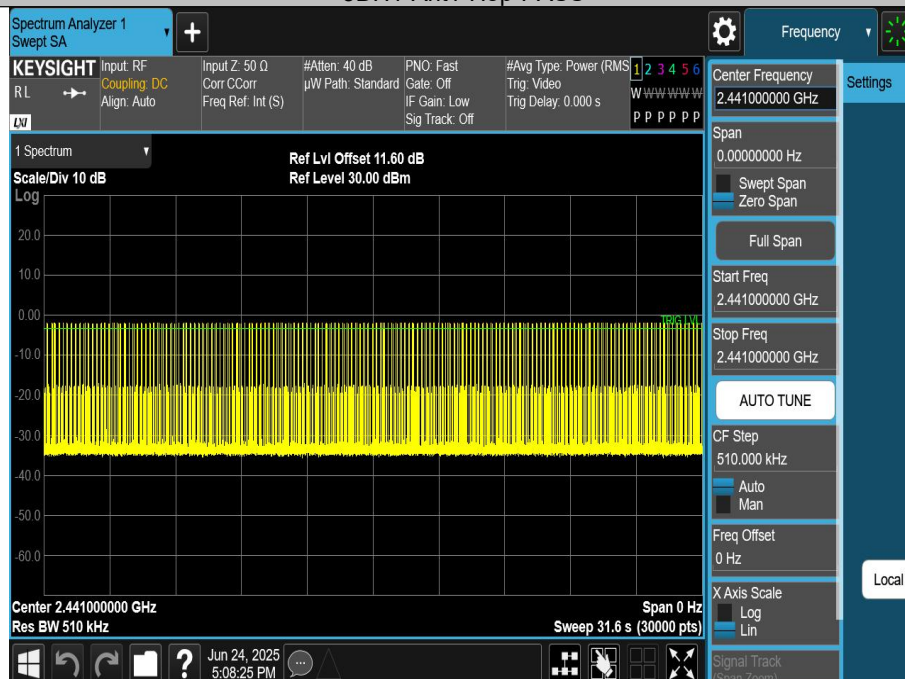 Spectrum Analyzer 1
Swept SA
Frequency
KEYSIGHT
RL
LXI
Input: RF
Coupling: DC
Align: Auto
Input Z: 50 Ω
Corr CCorr
Freq Ref: Int (S)
#Atten: 40 dB
µW Path: Standard
PNO: Fast
Gate: Off
IF Gain: Low
Sig Track: Off
#Avg Type: Power (RMS
Trig: Video
Trig Delay: 0.000 s
1 2 3 4 5 6
W W W W W W
P P P P P P
1 Spectrum
Scale/Div 10 dB
Ref Lvl Offset 11.60 dB
Ref Level 30.00 dBm
Log
20.0
10.0
0.00
TRIG LVL
-10.0
-20.0
-30.0
-40.0
-50.0
-60.0
Center 2.441000000 GHz
Span 0 Hz
Res BW 510 kHz
Sweep 31.6 s (30000 pts)
Center Frequency
2.441000000 GHz
Settings
Span
0.00000000 Hz
Swept Span
Zero Span
Full Span
Start Freq
2.441000000 GHz
Stop Freq
2.441000000 GHz
AUTO TUNE
CF Step
510.000 kHz
Auto
Man
Freq Offset
0 Hz
Local
X Axis Scale
Log
Lin
Signal Track
(Span Zoom)
Jun 24, 2025
5:08:25 PM